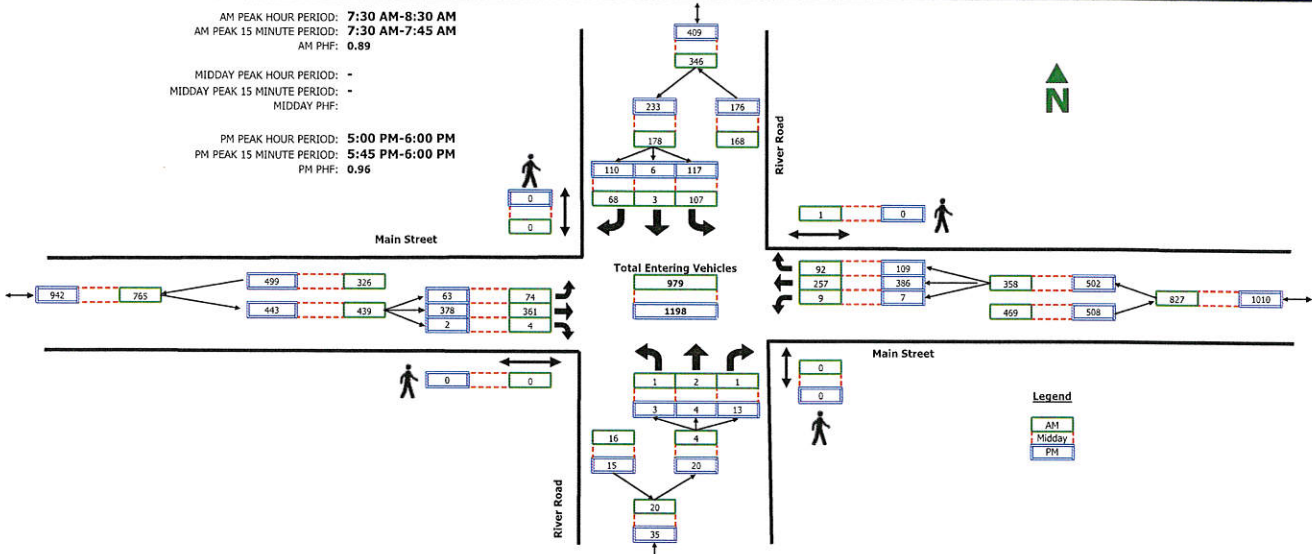 AM PEAK HOUR PERIOD: 7:30 AM-8:30 AM
AM PEAK 15 MINUTE PERIOD: 7:30 AM-7:45 AM
AM PHF: 0.89
MIDDAY PEAK HOUR PERIOD: -
MIDDAY PEAK 15 MINUTE PERIOD: -
MIDDAY PHF:
PM PEAK HOUR PERIOD: 5:00 PM-6:00 PM
PM PEAK 15 MINUTE PERIOD: 5:45 PM-6:00 PM
PM PHF: 0.96
409
346
233 176
178 168
110 6 117
68 3 107
River Road
N
0
0
1 0
Main Street
Total Entering Vehicles
979
1198
942 765
499 326
443 439
63 74
378 361
2 4
92 109
257 386
9 7
358 502
469 508
827 1010
Main Street
0 0
1 2 1
3 4 13
16 4
15 20
20
35
River Road
0
0
Legend
AM
Midday
PM